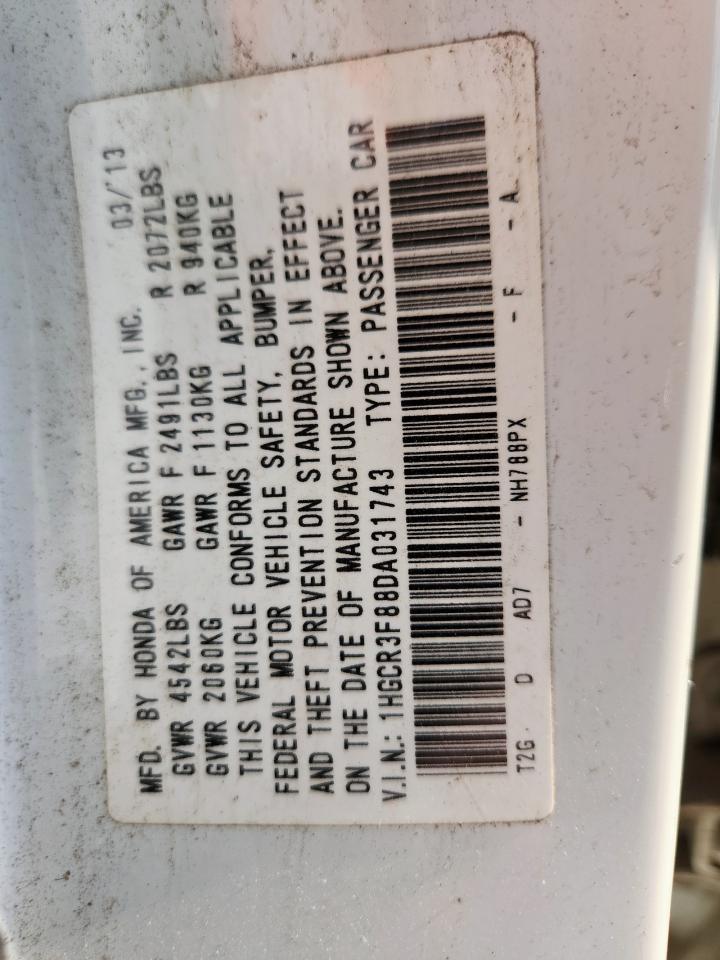 MFD. BY HONDA OF AMERICA MFG., INC. 03/'13
GVWR 4542LBS GAWR F 2491LBS R 2072LBS
GVWR 2060KG GAWR F 1130KG R 940KG
THIS VEHICLE CONFORMS TO ALL APPLICABLE
FEDERAL MOTOR VEHICLE SAFETY, BUMPER,
AND THEFT PREVENTION STANDARDS IN EFFECT
ON THE DATE OF MANUFACTURE SHOWN ABOVE.
V.I.N.: 1HGCR3F88DA031743 TYPE: PASSENGER CAR
T2G D AD7 - NH788PX - F - A